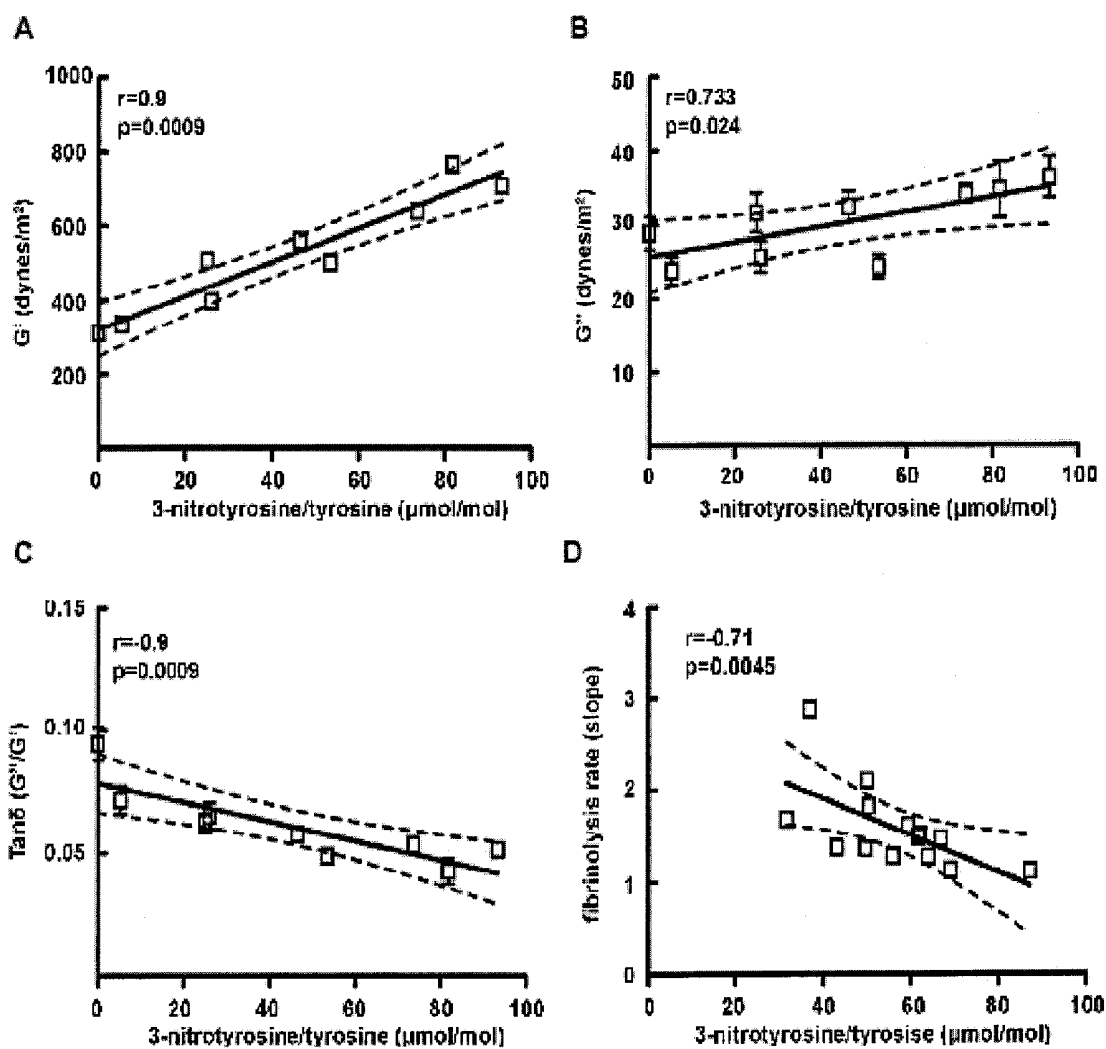 A
1000
800
600
400
200
r=0.9
p=0.0009
G' (dynes/m²)
0 20 40 60 80 100
3-nitrotyrosine/tyrosine (µmol/mol)
B
50
40
30
20
10
r=0.733
p=0.024
G'' (dynes/m²)
0 20 40 60 80 100
3-nitrotyrosine/tyrosine (µmol/mol)
C
0.15
0.10
0.05
r=-0.9
p=0.0009
Tanδ (G''/G')
0 20 40 60 80 100
3-nitrotyrosine/tyrosine (µmol/mol)
D
4
3
2
1
0
r=-0.71
p=0.0045
fibrinolysis rate (slope)
0 20 40 60 80 100
3-nitrotyrosine/tyrosise (µmol/mol)